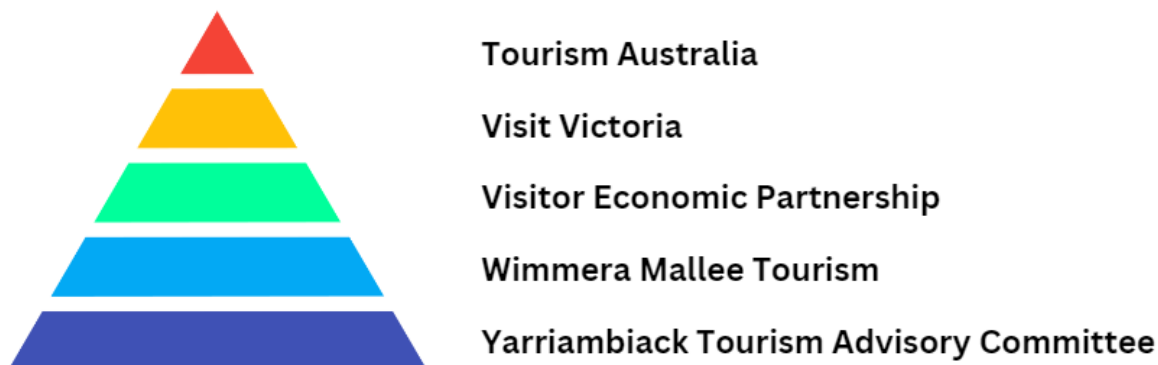 Tourism Australia
Visit Victoria
Visitor Economic Partnership
Wimmera Mallee Tourism
Yarriambiack Tourism Advisory Committee